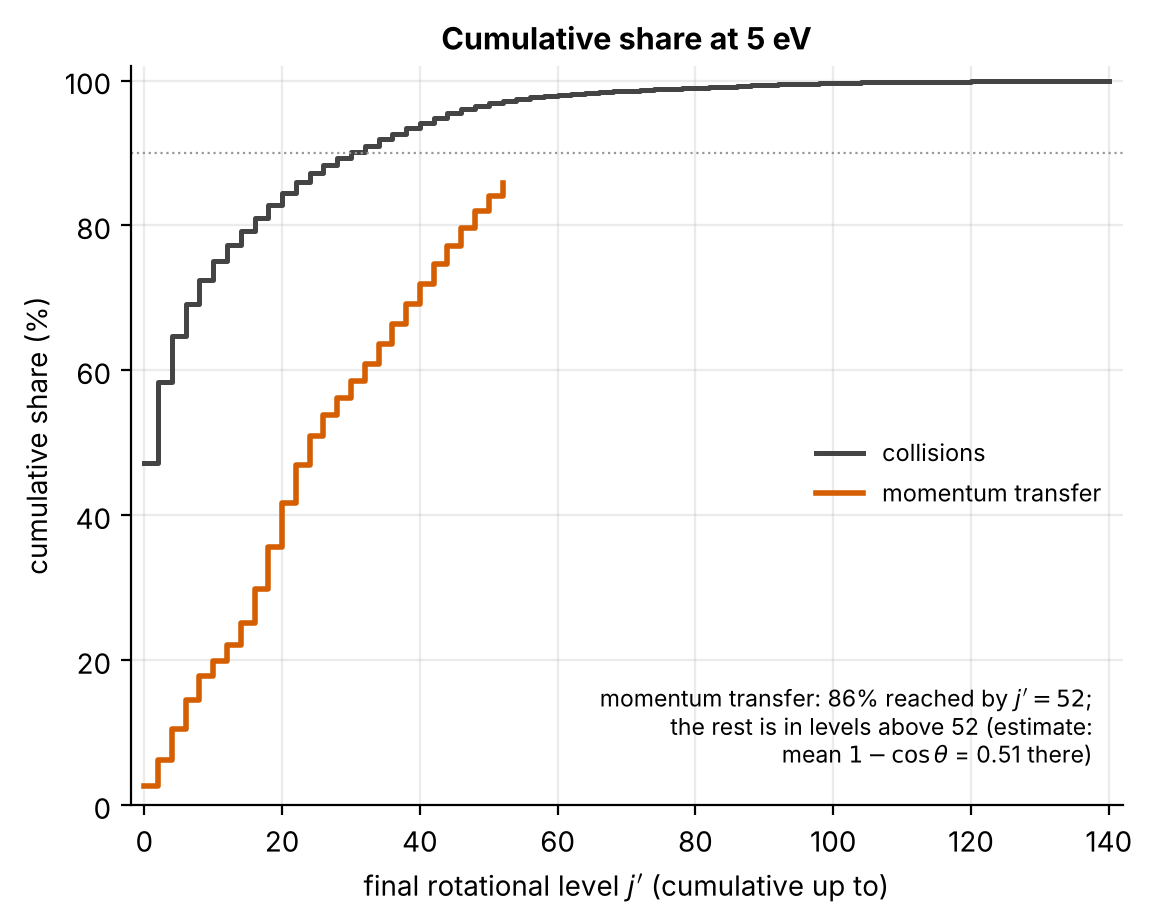 Cumulative share at 5 eV
cumulative share (%)
100
80
60
40
20
0
collisions
momentum transfer
momentum transfer: 86% reached by j′ = 52;
the rest is in levels above 52 (estimate:
mean 1 − cos θ = 0.51 there)
0 20 40 60 80 100 120 140
final rotational level j′ (cumulative up to)